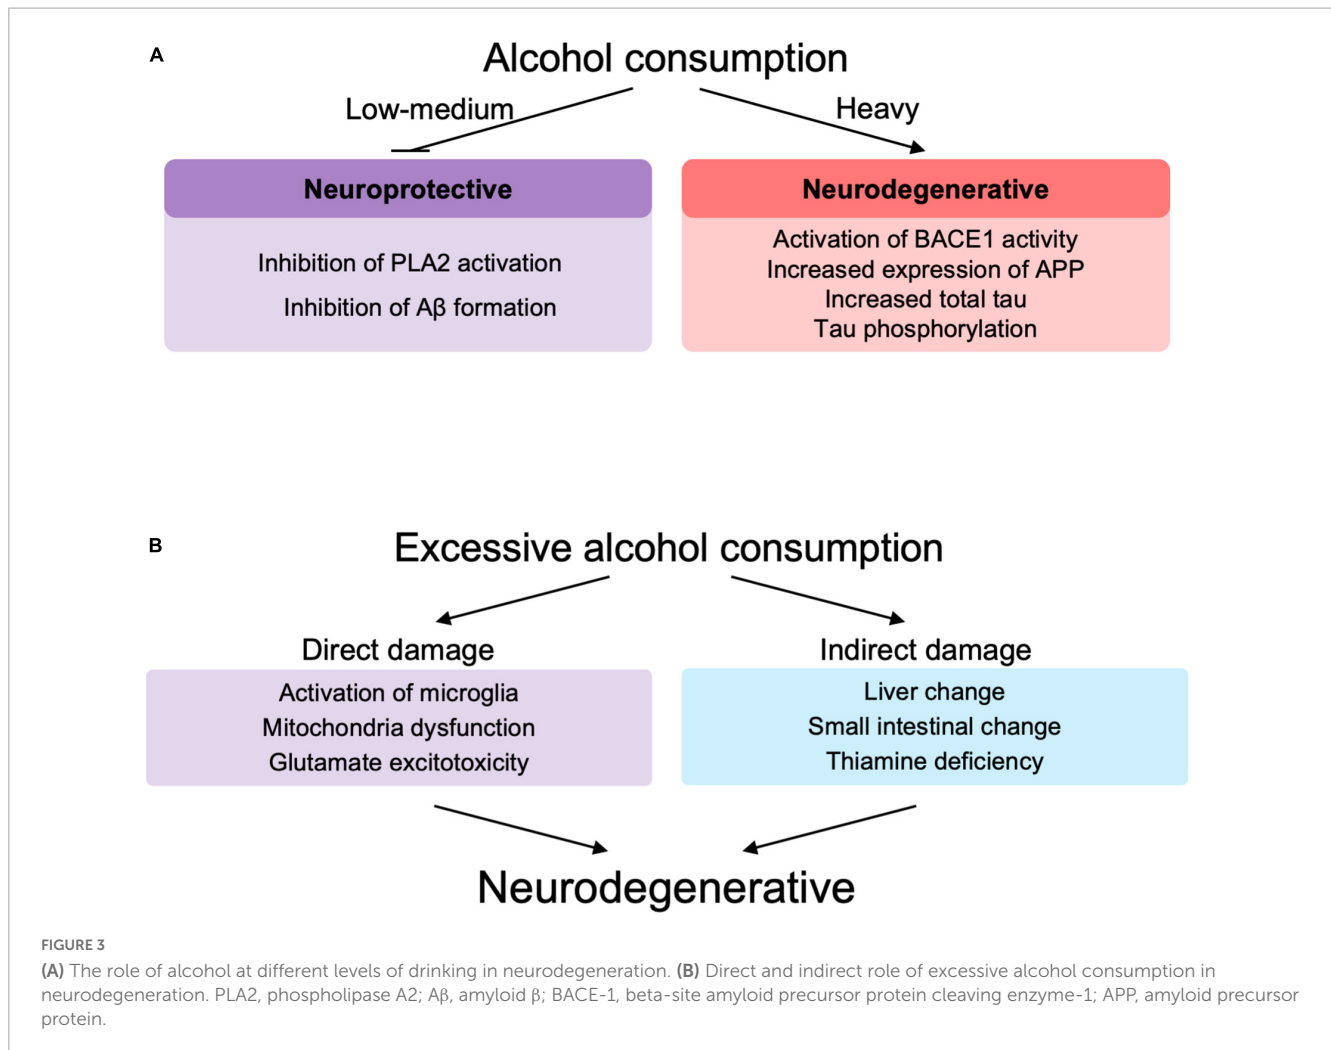 A
Alcohol consumption
Low-medium
Heavy
Neuroprotective
Inhibition of PLA2 activation
Inhibition of Aβ formation
Neurodegenerative
Activation of BACE1 activity
Increased expression of APP
Increased total tau
Tau phosphorylation
B
Excessive alcohol consumption
Direct damage
Activation of microglia
Mitochondria dysfunction
Glutamate excitotoxicity
Indirect damage
Liver change
Small intestinal change
Thiamine deficiency
Neurodegenerative
FIGURE 3
(A) The role of alcohol at different levels of drinking in neurodegeneration. (B) Direct and indirect role of excessive alcohol consumption in
neurodegeneration. PLA2, phospholipase A2; Aβ, amyloid β; BACE-1, beta-site amyloid precursor protein cleaving enzyme-1; APP, amyloid precursor
protein.